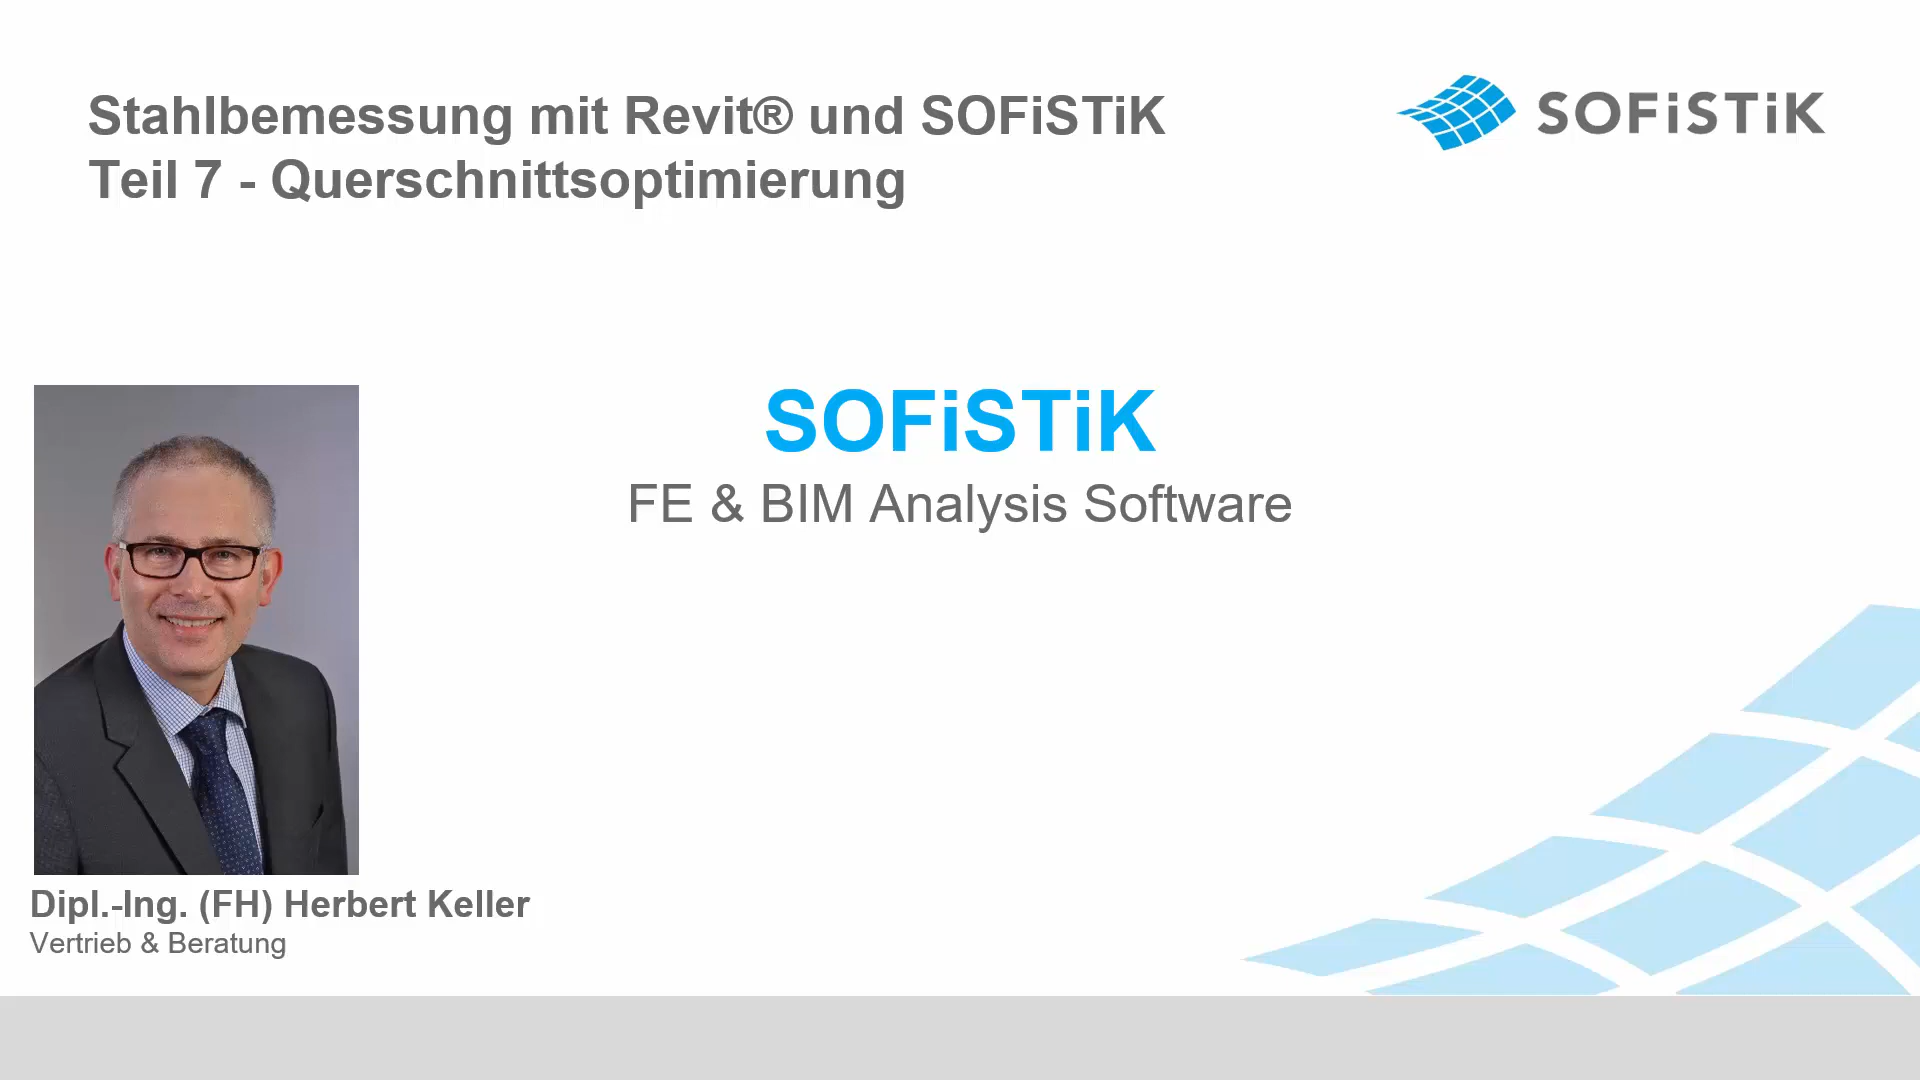 Stahlbemessung mit Revit® und SOFiSTiK
Teil 7 - Querschnittsoptimierung
SOFiSTiK
SOFiSTiK
FE & BIM Analysis Software
Dipl.-Ing. (FH) Herbert Keller
Vertrieb & Beratung